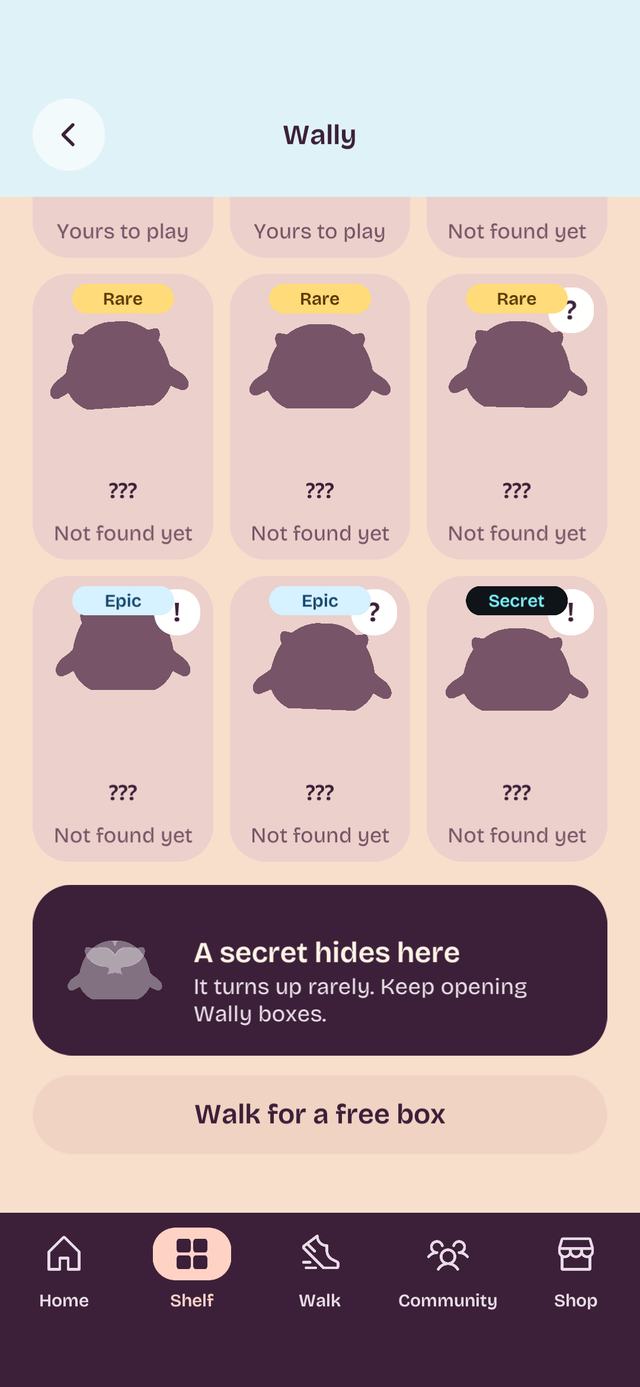 Wally
Yours to play
Yours to play
Not found yet
Rare
Rare
Rare
?
???
???
???
Not found yet
Not found yet
Not found yet
Epic
!
Epic
?
Secret
!
???
???
???
Not found yet
Not found yet
Not found yet
A secret hides here
It turns up rarely. Keep opening
Wally boxes.
Walk for a free box
Home
Shelf
Walk
Community
Shop